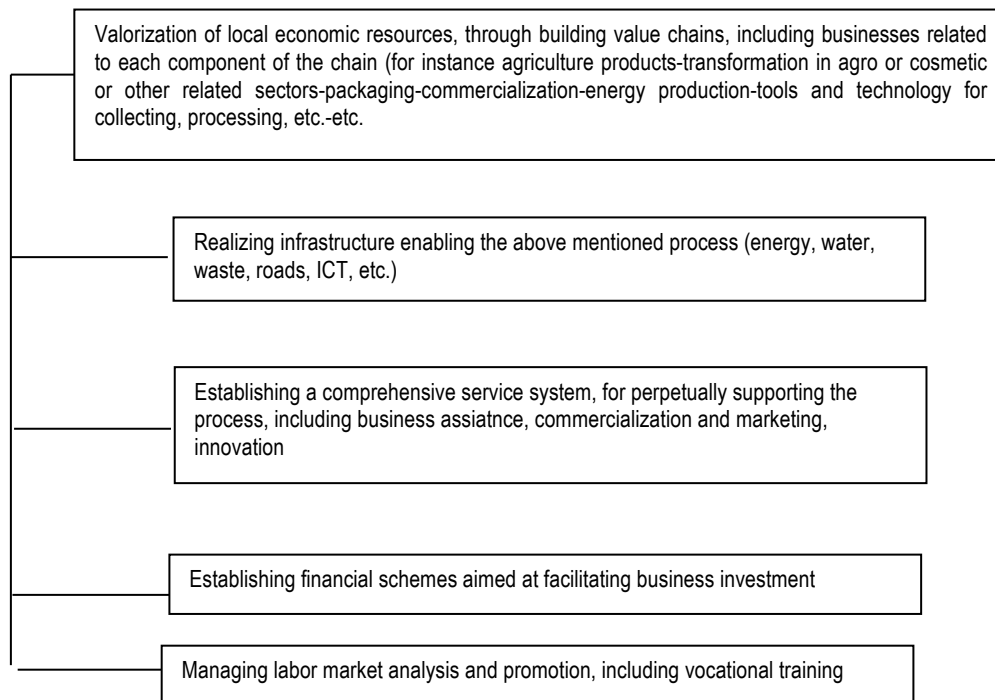 Valorization of local economic resources, through building value chains, including businesses related
to each component of the chain (for instance agriculture products-transformation in agro or cosmetic
or other related sectors-packaging-commercialization-energy production-tools and technology for
collecting, processing, etc.-etc.
Realizing infrastructure enabling the above mentioned process (energy, water,
waste, roads, ICT, etc.)
Establishing a comprehensive service system, for perpetually supporting the
process, including business assiatnce, commercialization and marketing,
innovation
Establishing financial schemes aimed at facilitating business investment
Managing labor market analysis and promotion, including vocational training